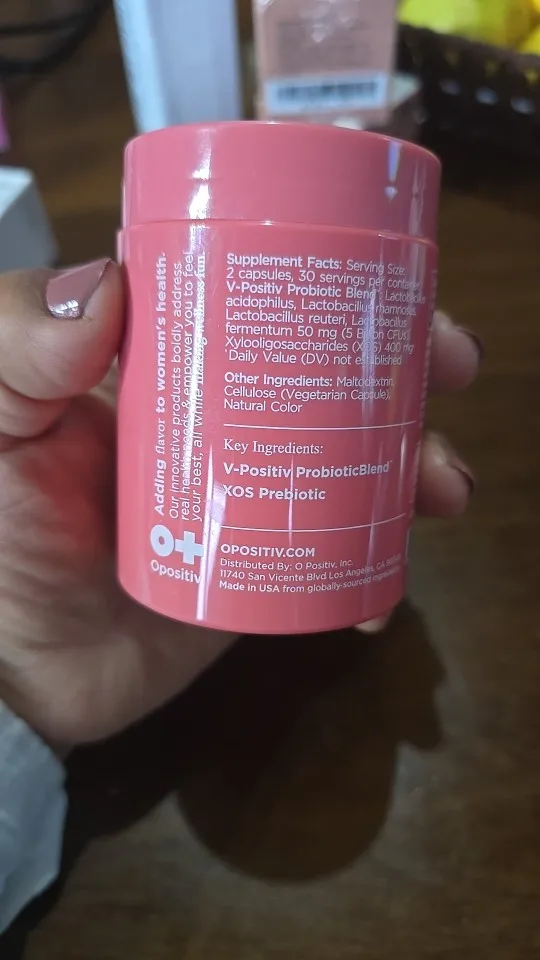 Adding flavor to women's health.
Our innovative products boldly address
real health needs & empower you to feel
your best, all while making wellness fun.
Opositiv
Supplement Facts: Serving Size:
2 capsules, 30 servings per
V-Positiv Probiotic Blend
acidophilus, Lactobacillus rhamnosus,
Lactobacillus reuteri, Lactobacillus
fermentum 50 mg (5 Billion CFUs)
Xylooligosaccharides (XOS) 400 mg
Daily Value (DV) not established
Other Ingredients: Maltodextrin,
Cellulose (Vegetarian Capsule),
Natural Color
Key Ingredients:
V-Positiv ProbioticBlend
XOS Prebiotic
OPOSITIV.COM
Distributed By: O Positiv, Inc.
11740 San Vicente Blvd Los Angeles, CA
Made in USA from globally-sourced ingredients